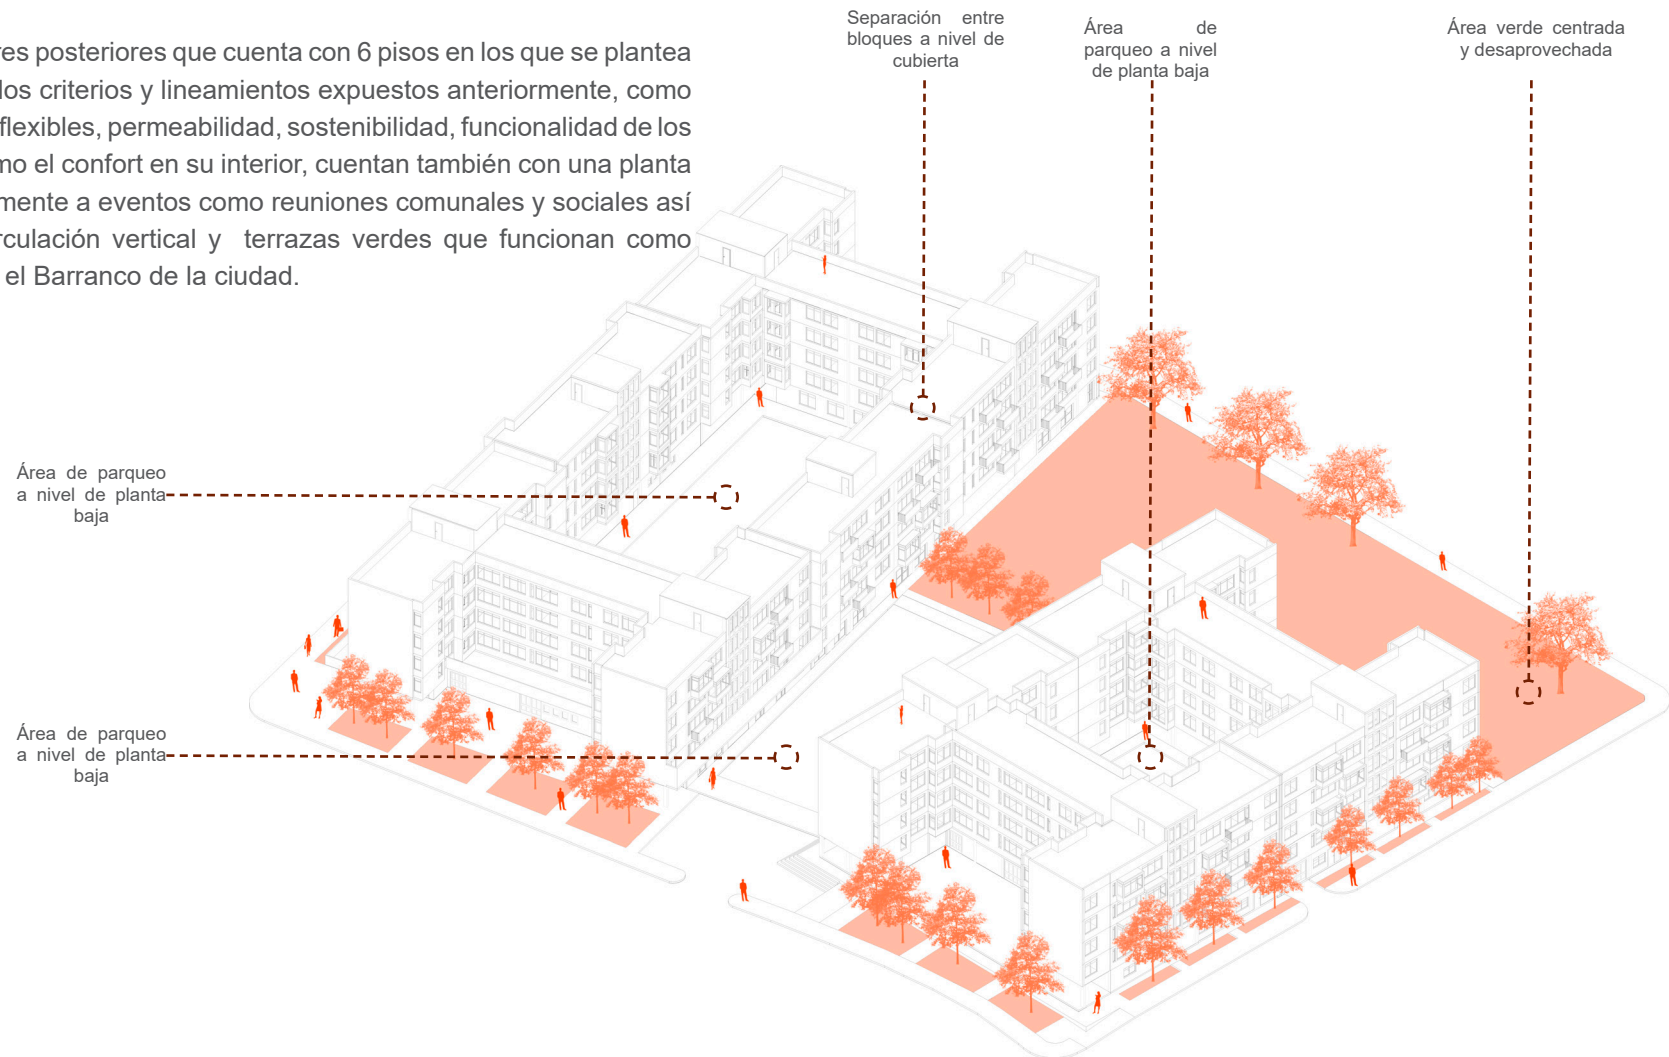 res posteriores que cuenta con 6 pisos en los que se plantea
los criterios y lineamientos expuestos anteriormente, como
flexibles, permeabilidad, sostenibilidad, funcionalidad de los
mo el confort en su interior, cuentan también con una planta
mente a eventos como reuniones comunales y sociales así
rculación vertical y terrazas verdes que funcionan como
el Barranco de la ciudad.
Separación entre
bloques a nivel de
cubierta
Área de
parqueo a nivel
de planta baja
Área verde centrada
y desaprovechada
Área de parqueo
a nivel de planta
baja
Área de parqueo
a nivel de planta
baja